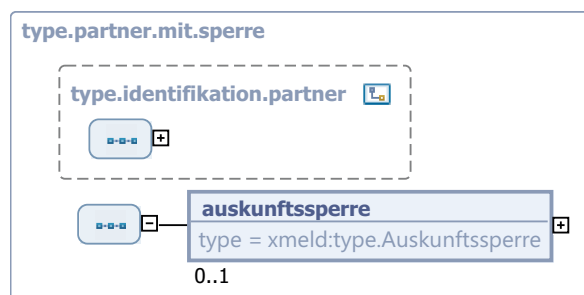 type.partner.mit.sperre
type.identifikation.partner
auskunftssperre
type = xmeld:type.Auskunftssperre
0..1